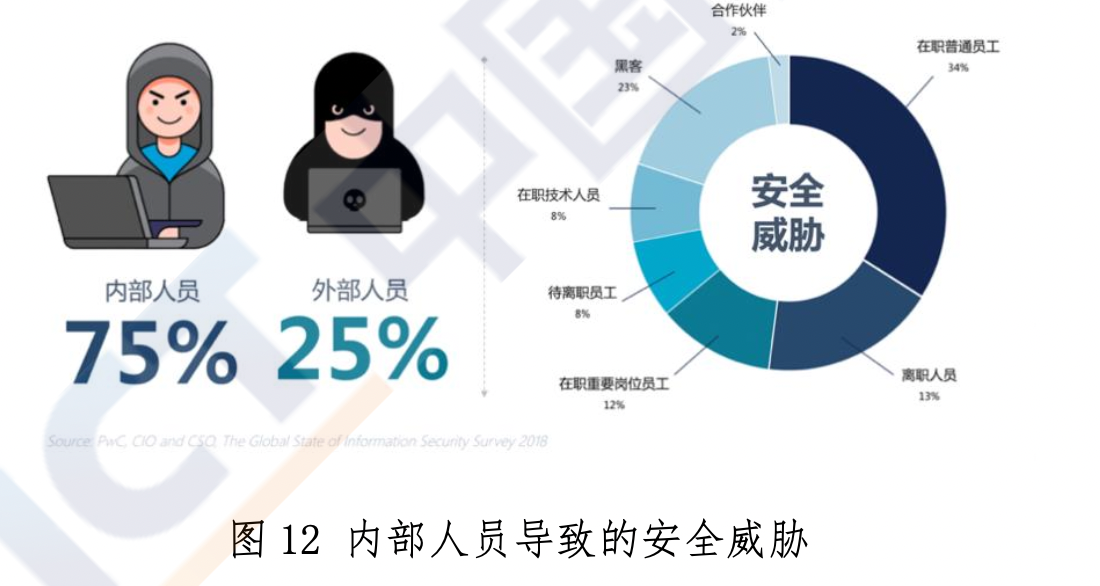 合作伙伴
2%
在职普通员工
34%
黑客
23%
在职技术人员
8%
待离职员工
8%
在职重要岗位员工
12%
离职人员
13%
安全
威胁
内部人员
75%
外部人员
25%
Source: PwC, CIO and CSO, The Global State of Information Security Survey 2018
图 12 内部人员导致的安全威胁